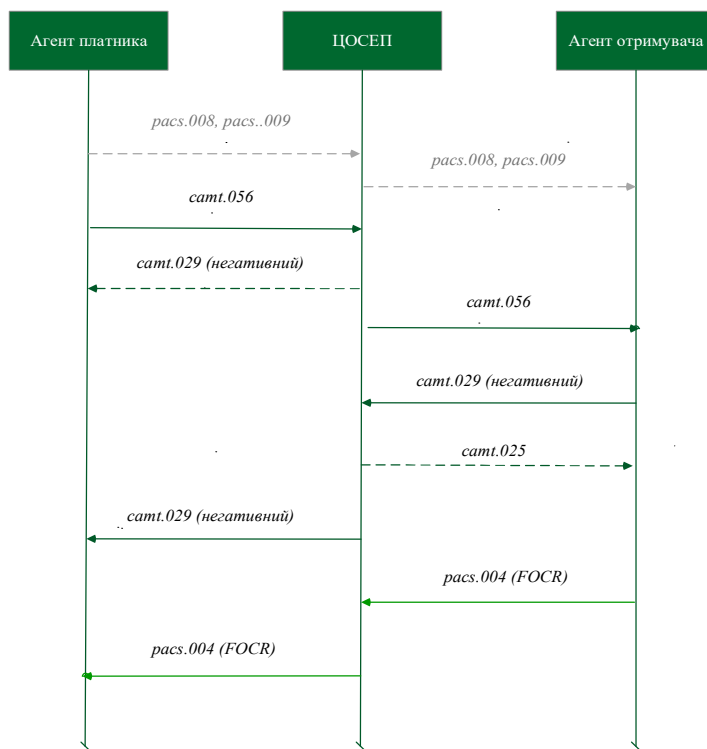 Агент платника
ЦОСЕП
Агент отримувача
pacs.008, pacs..009
pacs.008, pacs.009
camt.056
camt.029 (негативний)
camt.056
camt.029 (негативний)
camt.025
camt.029 (негативний)
pacs.004 (FOCR)
pacs.004 (FOCR)